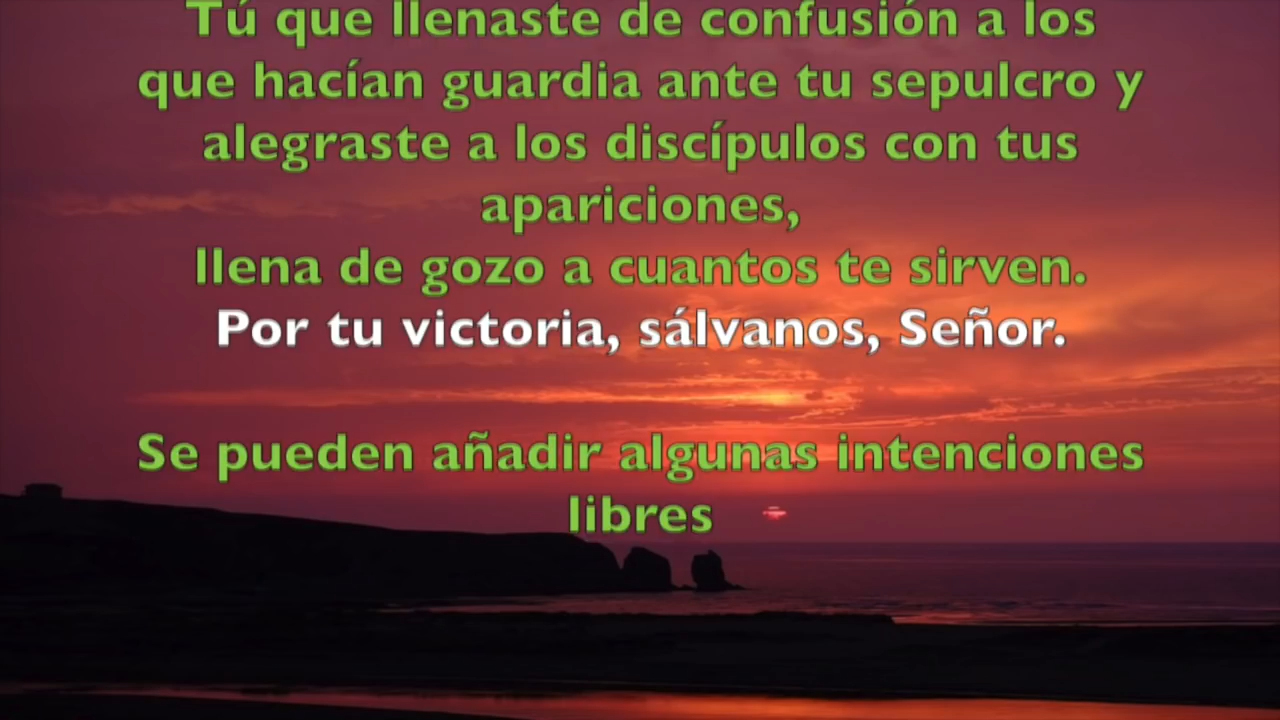 Tú que llenaste de confusión a los
que hacían guardia ante tu sepulcro y
alegraste a los discípulos con tus
apariciones,
llena de gozo a cuantos te sirven.
Por tu victoria, sálvanos, Señor.
Se pueden añadir algunas intenciones
libres